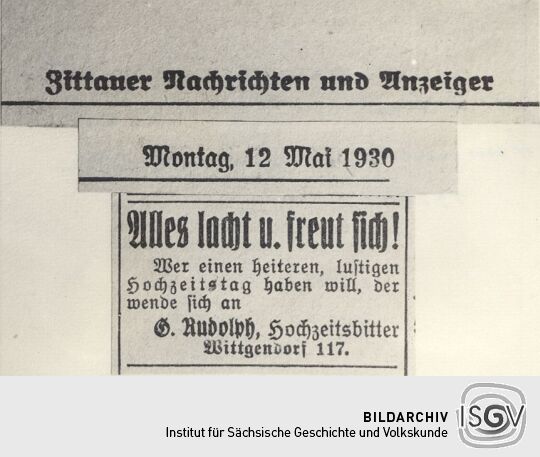 Zittauer Nachrichten und Anzeiger
Montag, 12 Mai 1930
Alles lacht u. freut sich!
Wer einen heiteren, lustigen
Hochzeitstag haben will, der
wende sich an
G. Rudolph, Hochzeitsbitter
Wittgendorf 117.
BILDARCHIV
Institut für Sächsische Geschichte und Volkskunde
ISGV